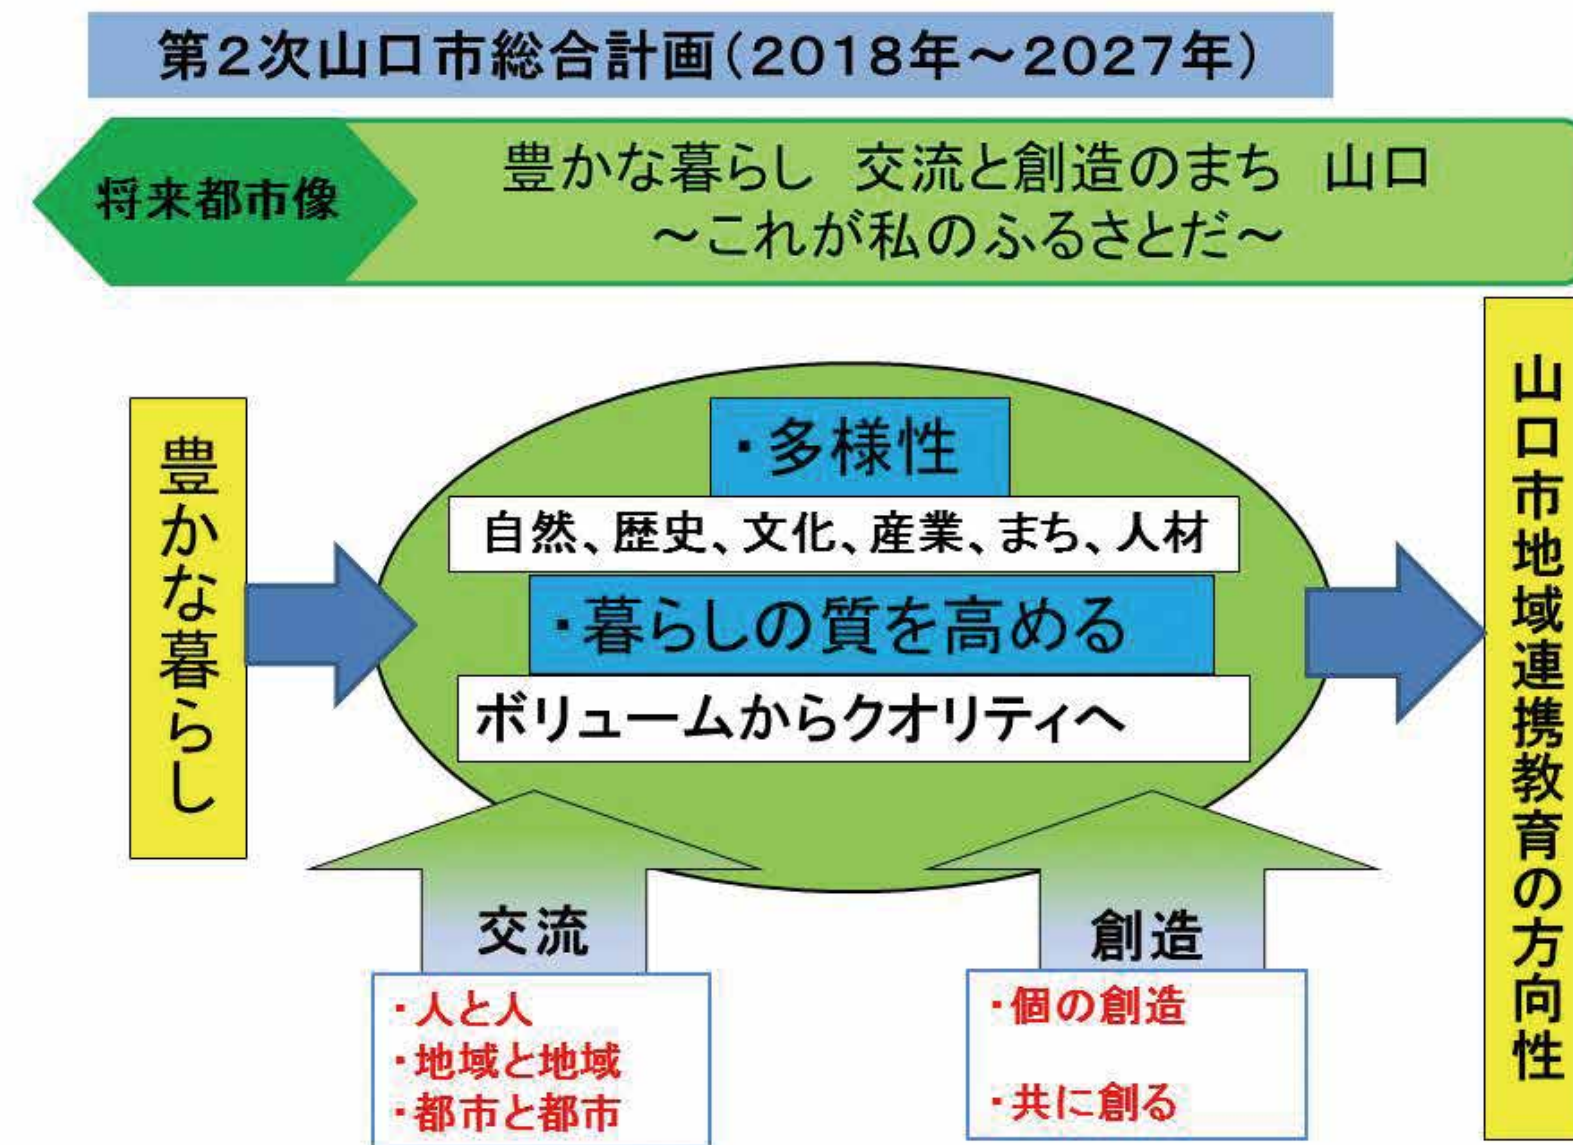 第2次山口市総合計画(2018年~2027年)
将来都市像
豊かな暮らし 交流と創造のまち 山口
~これが私のふるさとだ~
豊かな暮らし
・多様性
自然、歴史、文化、産業、まち、人材
・暮らしの質を高める
ボリュームからクオリティへ
交流
・人と人
・地域と地域
・都市と都市
創造
・個の創造
・共に創る
山口市地域連携教育の方向性